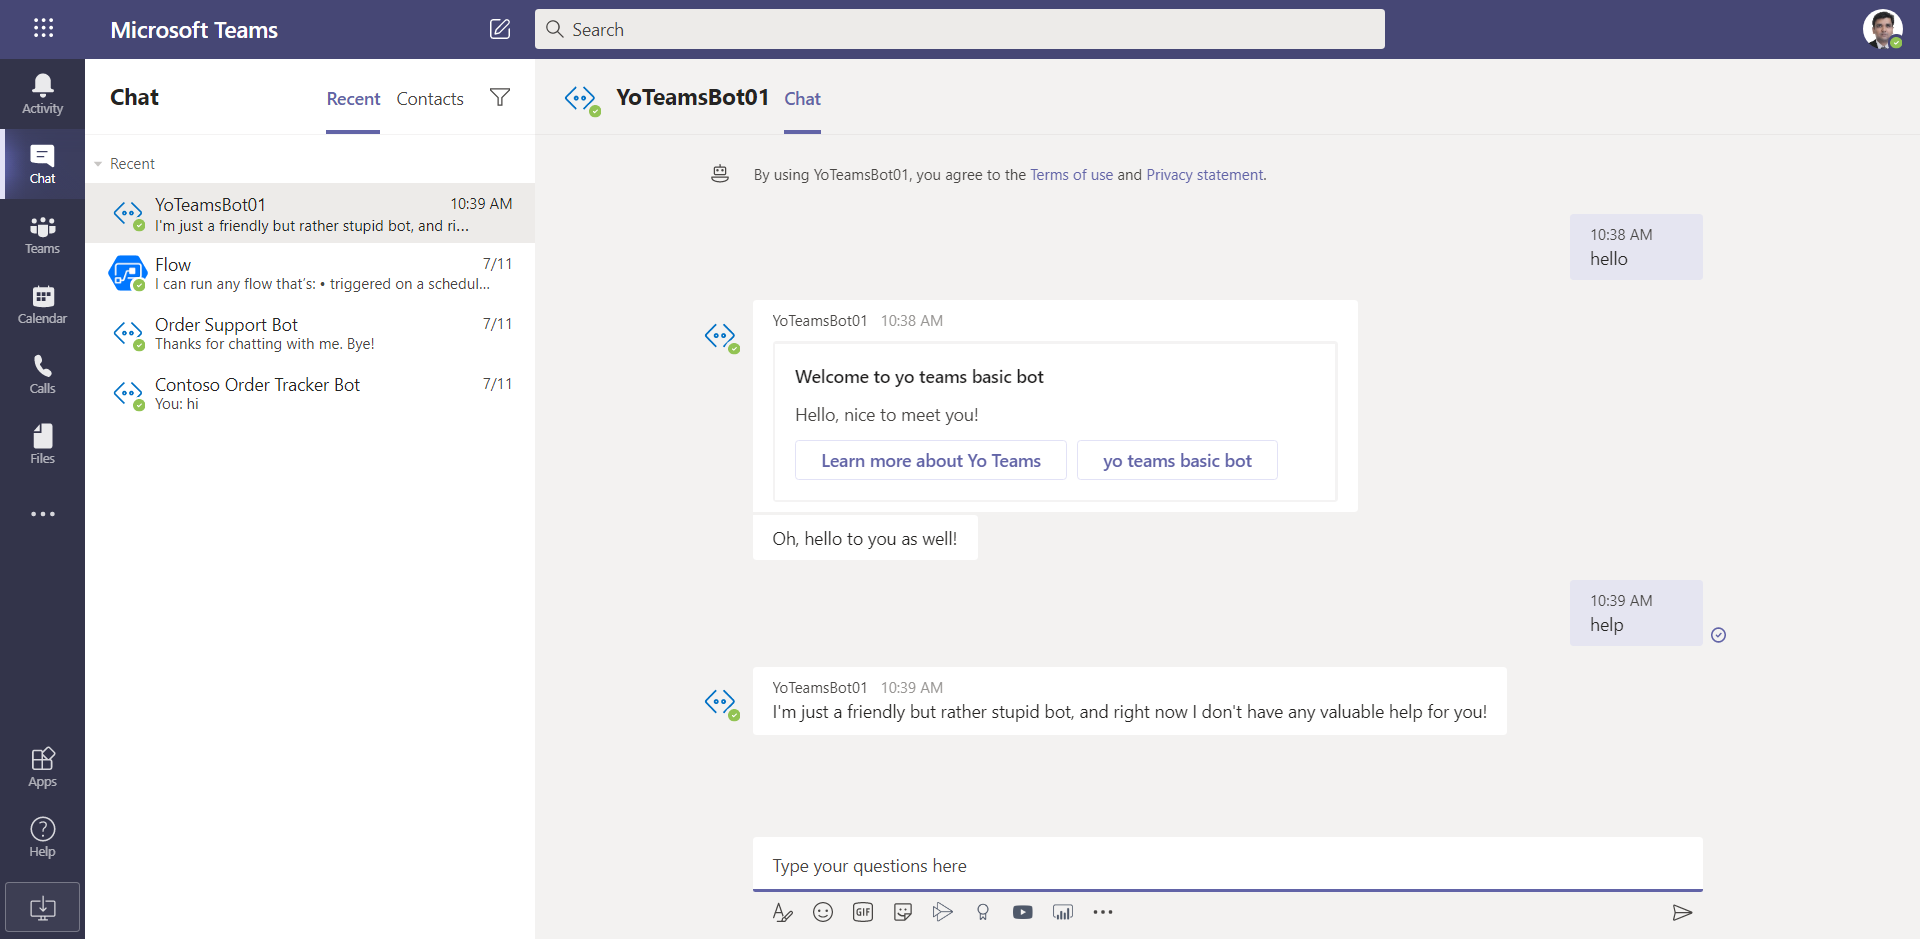 Microsoft Teams
Search
Activity
Chat
Teams
Calendar
Calls
Files
Apps
Help
Chat
Recent
Contacts
Recent
YoTeamsBot01
10:39 AM
I'm just a friendly but rather stupid bot, and ri...
Flow
7/11
I can run any flow that's: • triggered on a schedul...
Order Support Bot
7/11
Thanks for chatting with me. Bye!
Contoso Order Tracker Bot
7/11
You: hi
YoTeamsBot01
Chat
By using YoTeamsBot01, you agree to the Terms of use and Privacy statement.
10:38 AM
hello
YoTeamsBot01 10:38 AM
Welcome to yo teams basic bot
Hello, nice to meet you!
Learn more about Yo Teams
yo teams basic bot
Oh, hello to you as well!
10:39 AM
help
YoTeamsBot01 10:39 AM
I'm just a friendly but rather stupid bot, and right now I don't have any valuable help for you!
Type your questions here
GIF